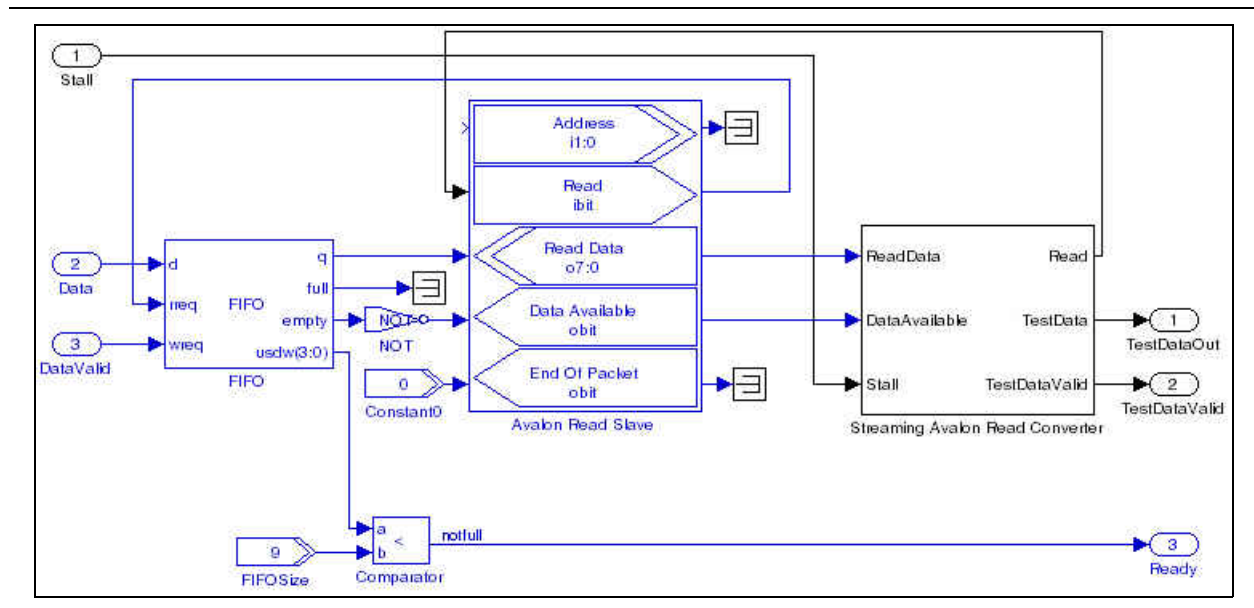 1
Stall
2
Data
3
DataValid
d
rreq
wreq
FIFO
q
full
empty
usdw(3:0)
FIFO
NOT
NOT
0
Constant0
Address
i1:0
Read
ibit
Read Data
o7:0
Data Available
obit
End Of Packet
obit
Avalon Read Slave
ReadData
DataAvailable
Stall
Read
TestData
TestDataValid
Streaming Avalon Read Converter
1
TestDataOut
2
TestDataValid
9
FIFOSize
a
b
<
Comparator
notfull
3
Ready